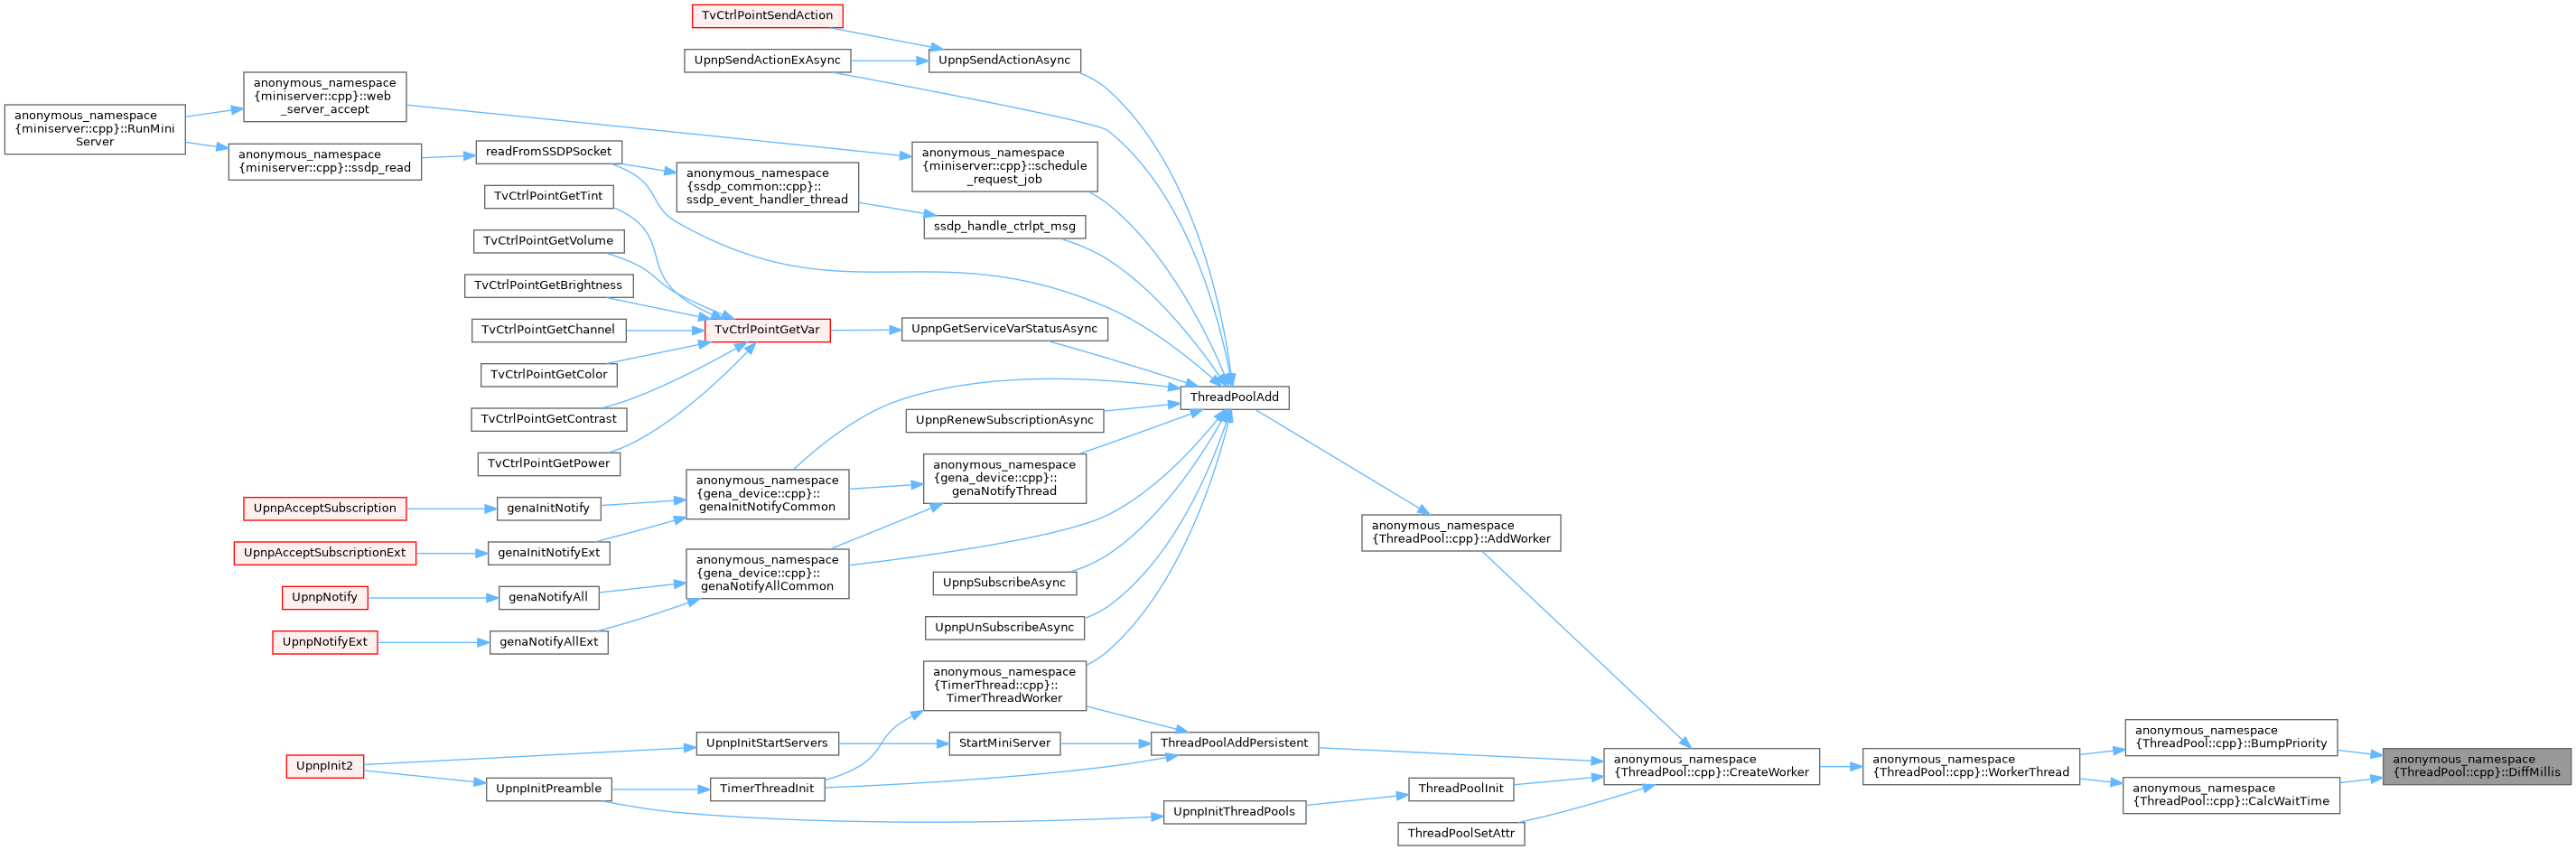 TvCtrlPointSendAction
UpnpSendActionExAsync
UpnpSendActionAsync
anonymous_namespace
{miniserver::cpp}::web
_server_accept
anonymous_namespace
{miniserver::cpp}::RunMini
Server
anonymous_namespace
{miniserver::cpp}::ssdp_read
readFromSSDPSocket
anonymous_namespace
{ssdp_common::cpp}::
ssdp_event_handler_thread
anonymous_namespace
{miniserver::cpp}::schedule
_request_job
ssdp_handle_ctrlpt_msg
TvCtrlPointGetTint
TvCtrlPointGetVolume
TvCtrlPointGetBrightness
TvCtrlPointGetChannel
TvCtrlPointGetVar
UpnpGetServiceVarStatusAsync
TvCtrlPointGetColor
TvCtrlPointGetContrast
TvCtrlPointGetPower
ThreadPoolAdd
UpnpRenewSubscriptionAsync
anonymous_namespace
{gena_device::cpp}::
genaNotifyThread
anonymous_namespace
{gena_device::cpp}::
genaInitNotifyCommon
UpnpAcceptSubscription
genaInitNotify
UpnpAcceptSubscriptionExt
genaInitNotifyExt
anonymous_namespace
{gena_device::cpp}::
genaNotifyAllCommon
UpnpNotify
genaNotifyAll
UpnpNotifyExt
genaNotifyAllExt
UpnpSubscribeAsync
UpnpUnSubscribeAsync
anonymous_namespace
{TimerThread::cpp}::
TimerThreadWorker
anonymous_namespace
{ThreadPool::cpp}::AddWorker
UpnpInit2
UpnpInitStartServers
StartMiniServer
ThreadPoolAddPersistent
UpnpInitPreamble
TimerThreadInit
UpnpInitThreadPools
ThreadPoolInit
ThreadPoolSetAttr
anonymous_namespace
{ThreadPool::cpp}::CreateWorker
anonymous_namespace
{ThreadPool::cpp}::WorkerThread
anonymous_namespace
{ThreadPool::cpp}::BumpPriority
anonymous_namespace
{ThreadPool::cpp}::CalcWaitTime
anonymous_namespace
{ThreadPool::cpp}::DiffMillis